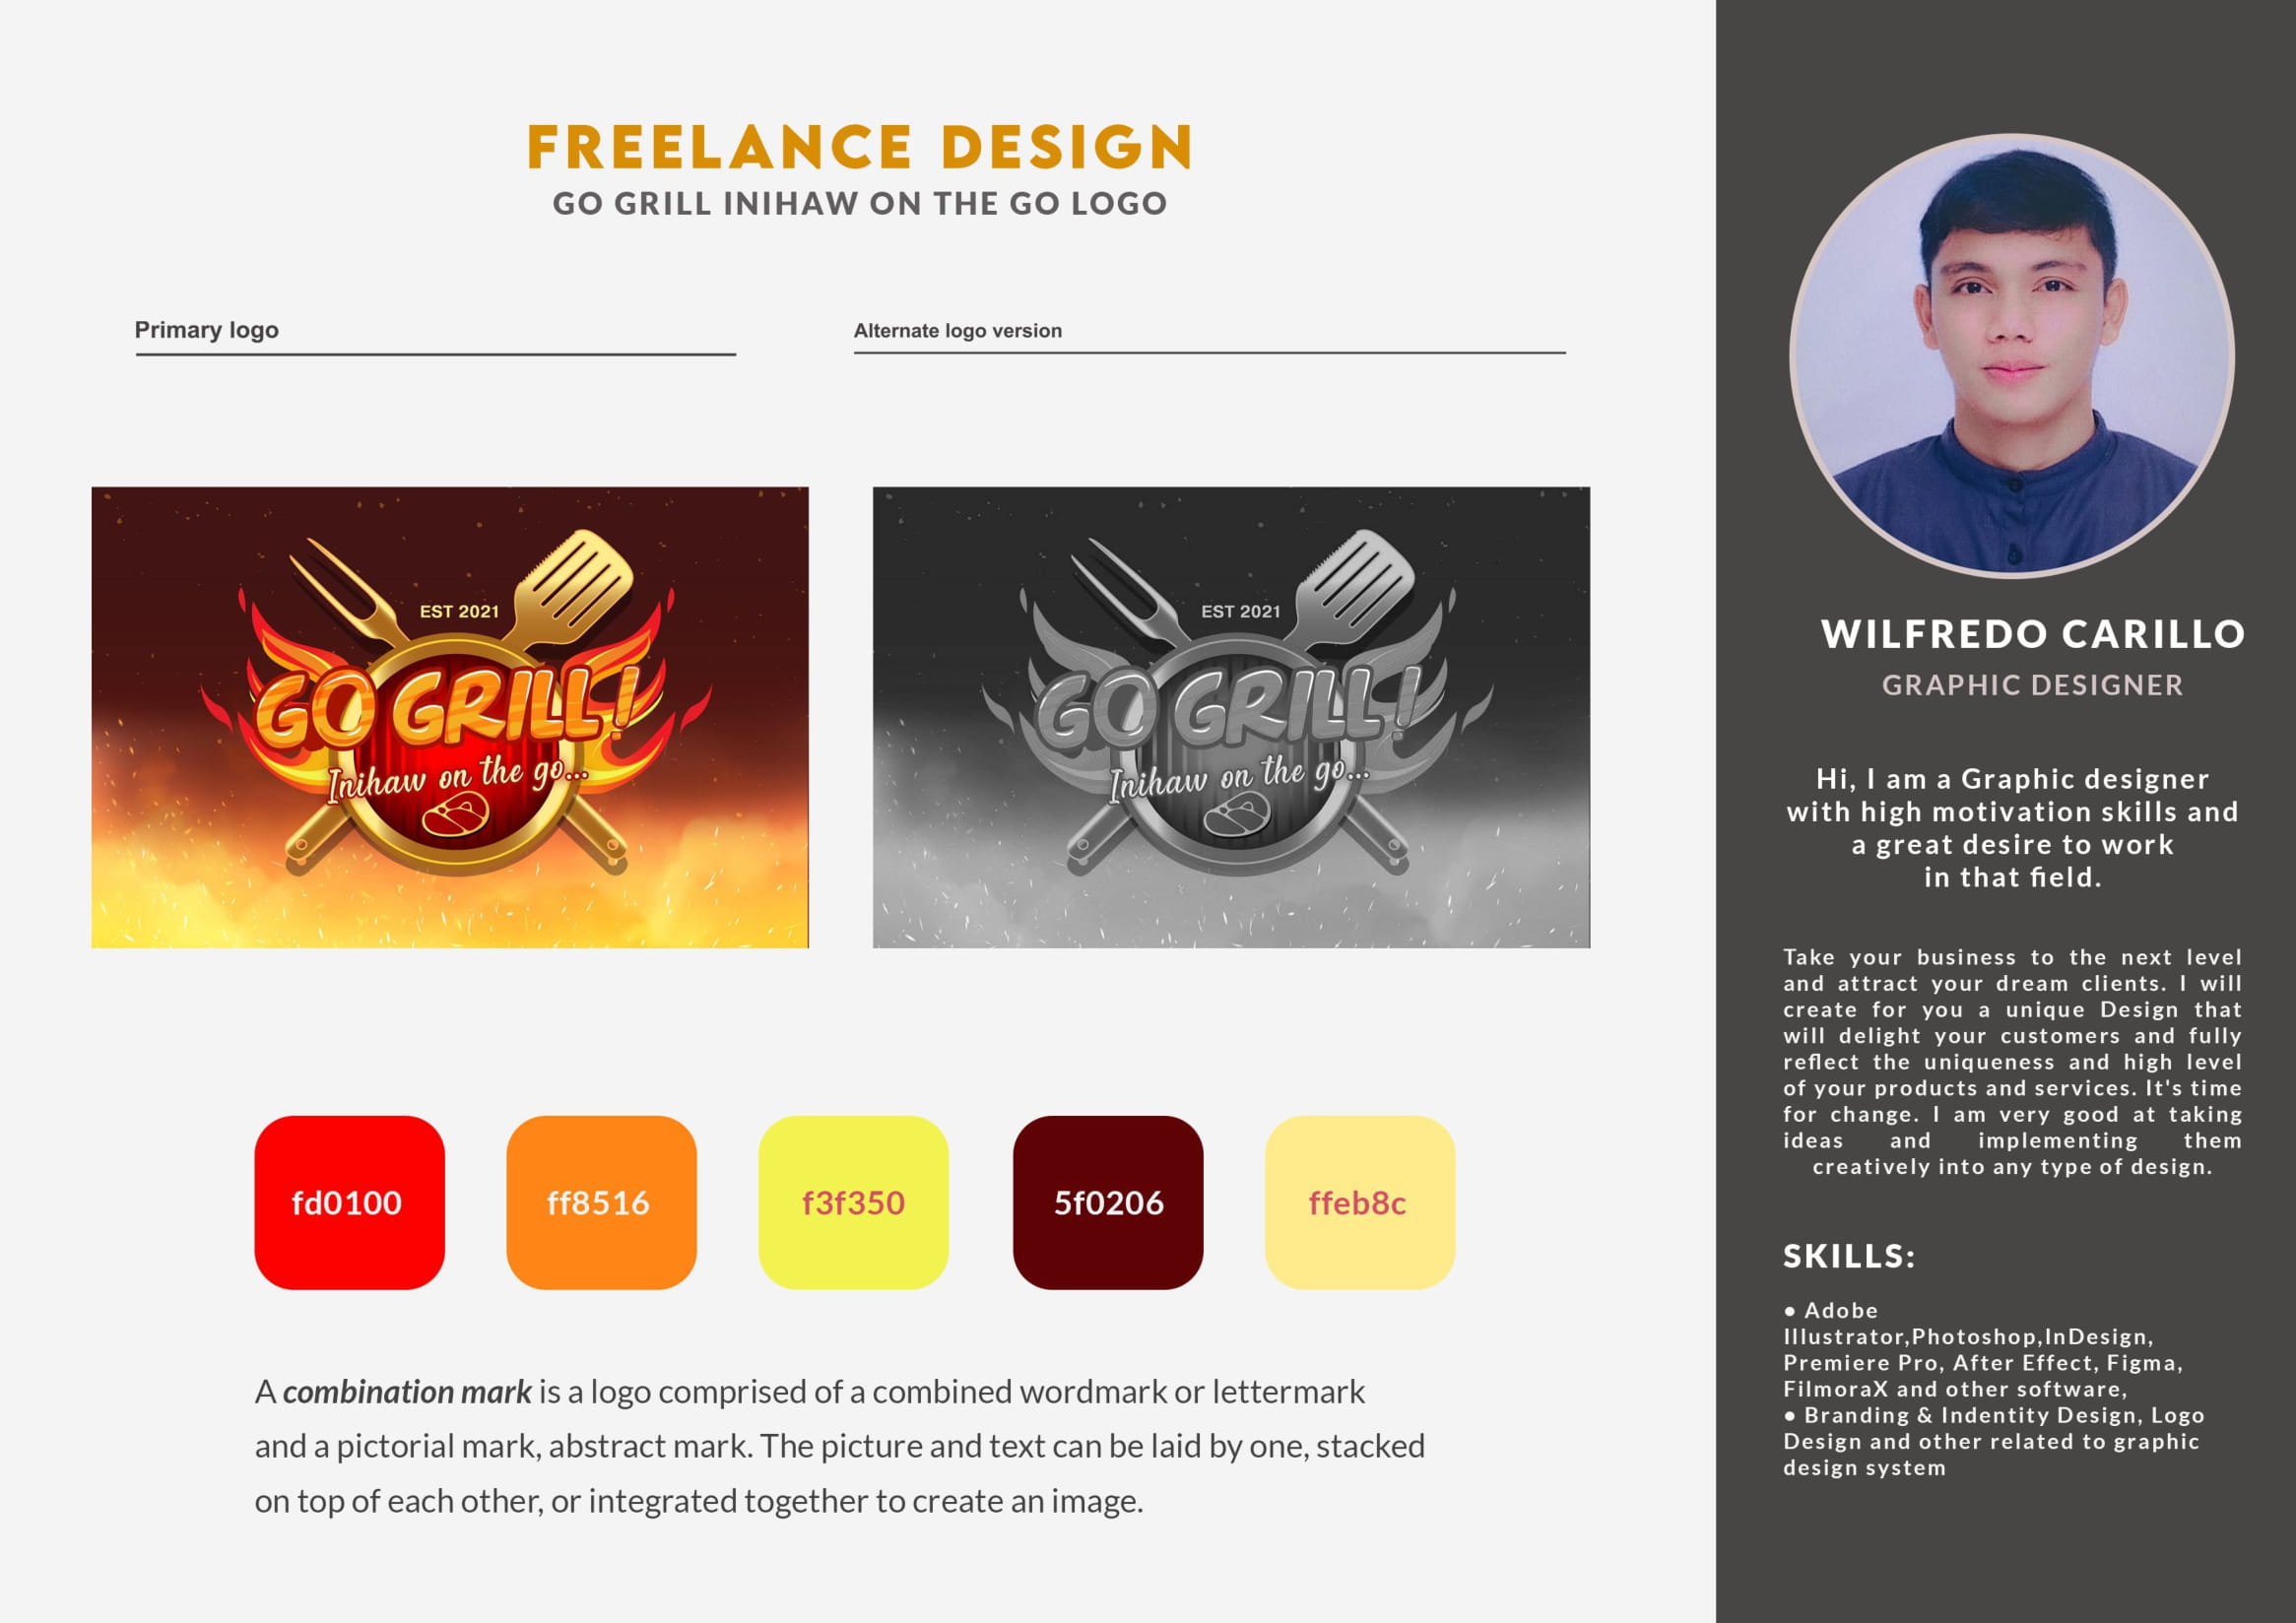 FREELANCE DESIGN
GO GRILL INIHAW ON THE GO LOGO
Primary logo
Alternate logo version
EST 2021
GO GRILL!
Inihaw on the go...
EST 2021
GO GRILL!
Inihaw on the go...
fd0100
ff8516
f3f350
5f0206
ffeb8c
A combination mark is a logo comprised of a combined wordmark or lettermark
and a pictorial mark, abstract mark. The picture and text can be laid by one, stacked
on top of each other, or integrated together to create an image.
WILFREDO CARILLO
GRAPHIC DESIGNER
Hi, I am a Graphic designer
with high motivation skills and
a great desire to work
in that field.
Take your business to the next level
and attract your dream clients. I will
create for you a unique Design that
will delight your customers and fully
reflect the uniqueness and high level
of your products and services. It's time
for change. I am very good at taking
ideas and implementing them
creatively into any type of design.
SKILLS:
● Adobe
Illustrator,Photoshop,InDesign,
Premiere Pro, After Effect, Figma,
FilmoraX and other software,
● Branding & Indentity Design, Logo
Design and other related to graphic
design system